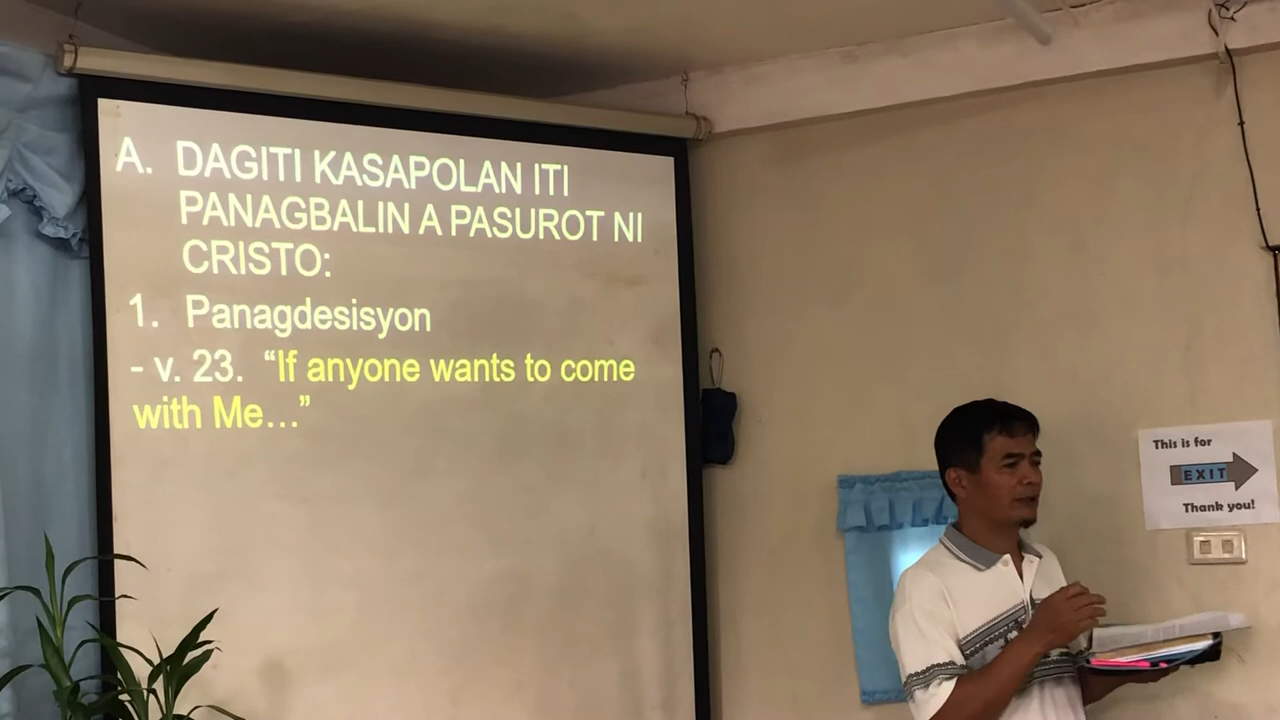 A. DAGITI KASAPOLAN ITI
PANAGBALIN A PASUROT NI
CRISTO:
1. Panagdesisyon
- v. 23. “If anyone wants to come
with Me…”
This is for
EXIT
Thank you!